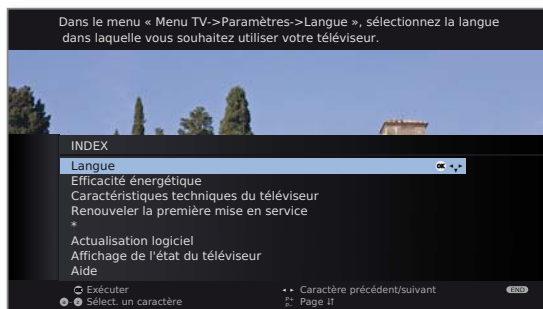 Dans le menu « Menu TV->Paramètres->Langue », sélectionnez la langue
dans laquelle vous souhaitez utiliser votre téléviseur.
INDEX
Langue OK
Efficacité énergétique
Caractéristiques techniques du téléviseur
Renouveler la première mise en service
*
Actualisation logiciel
Affichage de l'état du téléviseur
Aide
Exécuter ◂ ▸ Caractère précédent/suivant END
Sélect. un caractère P+ P- Page ↓↑